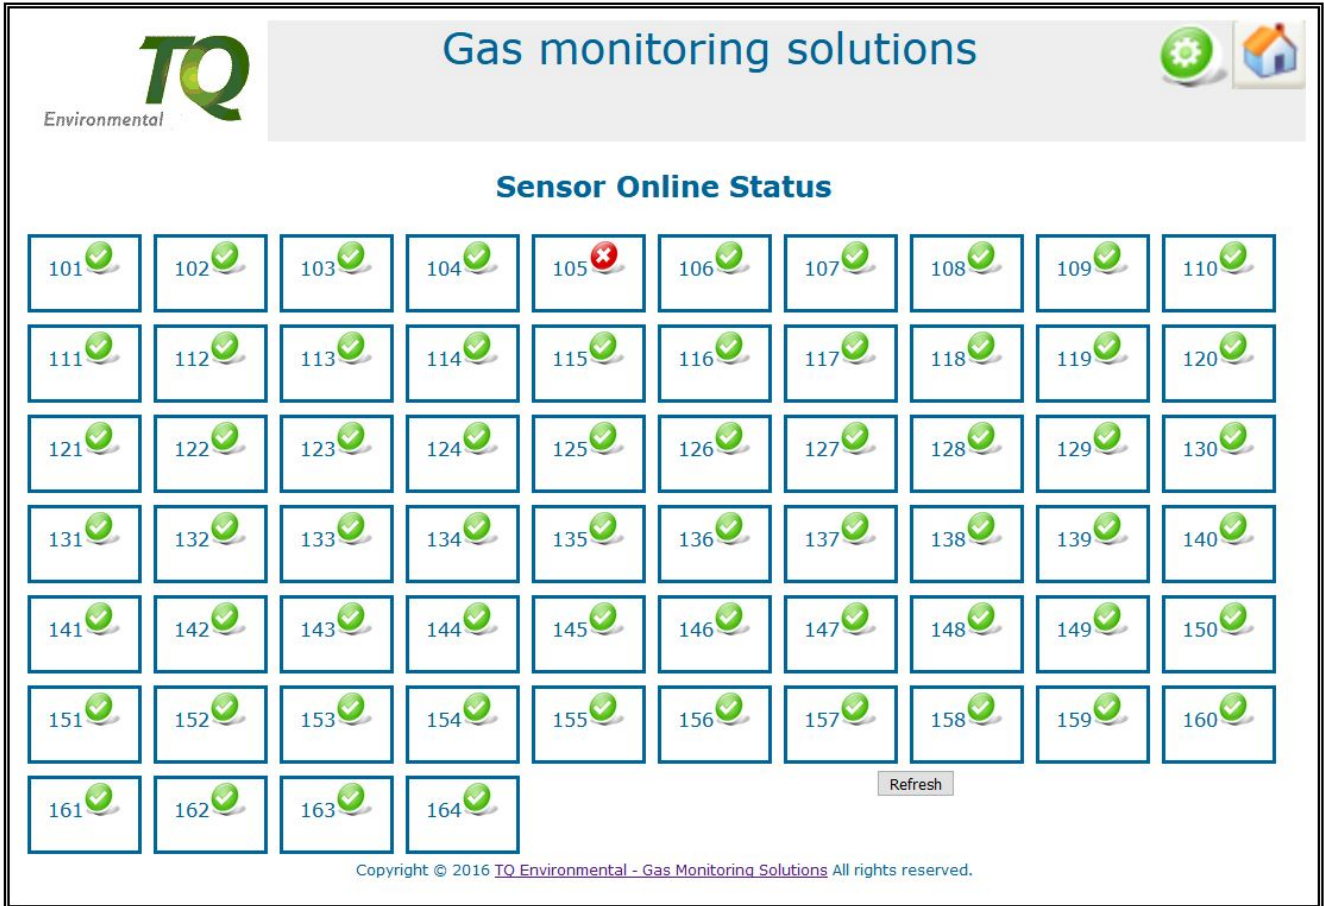 TQ
Environmental
Gas monitoring solutions
Sensor Online Status
101 102 103 104 105 106 107 108 109 110
111 112 113 114 115 116 117 118 119 120
121 122 123 124 125 126 127 128 129 130
131 132 133 134 135 136 137 138 139 140
141 142 143 144 145 146 147 148 149 150
151 152 153 154 155 156 157 158 159 160
161 162 163 164
Refresh
Copyright © 2016 TQ Environmental - Gas Monitoring Solutions All rights reserved.